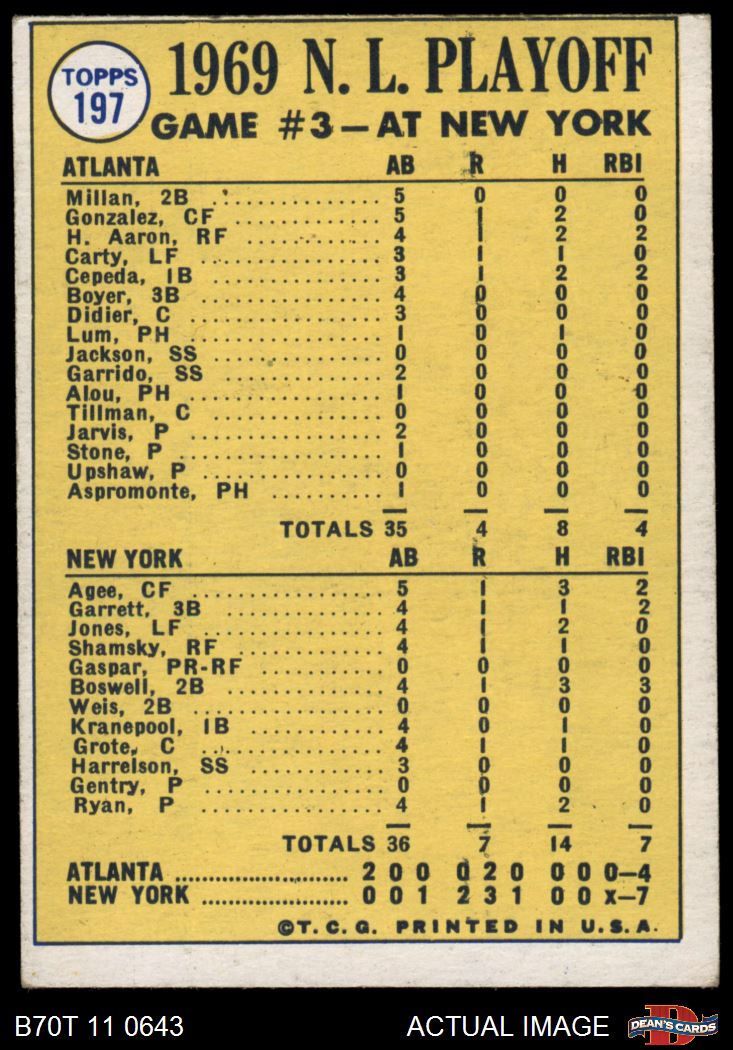 TOPPS
197
1969 N. L. PLAYOFF
GAME #3—AT NEW YORK
ATLANTA AB R H RBI
Millan, 2B . . . . . . . . . . . . . . . . 5 0 0 0
Gonzalez, CF . . . . . . . . . . . . . . 5 1 2 0
H. Aaron, RF . . . . . . . . . . . . 4 1 2 2
Carty, LF . . . . . . . . . . . . . . . . 3 1 1 0
Cepeda, 1B . . . . . . . . . . . . . . . 3 1 2 2
Boyer, 3B . . . . . . . . . . . . . . . . 4 0 0 0
Didier, C . . . . . . . . . . . . . . . . . 3 0 0 0
Lum, PH . . . . . . . . . . . . . . . . . 1 0 1 0
Jackson, SS . . . . . . . . . . . . . . . 0 0 0 0
Garrido, SS . . . . . . . . . . . . . . 2 0 0 0
Alou, PH . . . . . . . . . . . . . . . . . 1 0 0 0
Tillman, C . . . . . . . . . . . . . . . . 0 0 0 0
Jarvis, P . . . . . . . . . . . . . . . . . 2 0 0 0
Stone, P . . . . . . . . . . . . . . . . . 1 0 0 0
Upshaw, P . . . . . . . . . . . . . . . . 0 0 0 0
Aspromonte, PH . . . . . . . . . . 1 0 0 0
TOTALS 35 4 8 4
NEW YORK AB R H RBI
Agee, CF . . . . . . . . . . . . . . . . . 5 1 3 2
Garrett, 3B . . . . . . . . . . . . . . 4 1 1 2
Jones, LF . . . . . . . . . . . . . . . . 4 1 2 0
Shamsky, RF . . . . . . . . . . . . . 4 1 1 0
Gaspar, PR-RF . . . . . . . . . . . . 0 0 0 0
Boswell, 2B . . . . . . . . . . . . . . 4 1 3 3
Weis, 2B . . . . . . . . . . . . . . . . . 0 0 0 0
Kranepool, 1B . . . . . . . . . . . . 4 0 1 0
Grote, C . . . . . . . . . . . . . . . . . 4 1 1 0
Harrelson, SS . . . . . . . . . . . . 3 0 0 0
Gentry, P . . . . . . . . . . . . . . . . 0 0 0 0
Ryan, P . . . . . . . . . . . . . . . . . 4 1 2 0
TOTALS 36 7 14 7
ATLANTA .......................... 2 0 0 0 2 0 0 0 0—4
NEW YORK ...................... 0 0 1 2 3 1 0 0 x—7
©T.C.G. PRINTED IN U.S.A.
B70T 11 0643 ACTUAL IMAGE
D
DEAN'S CARDS